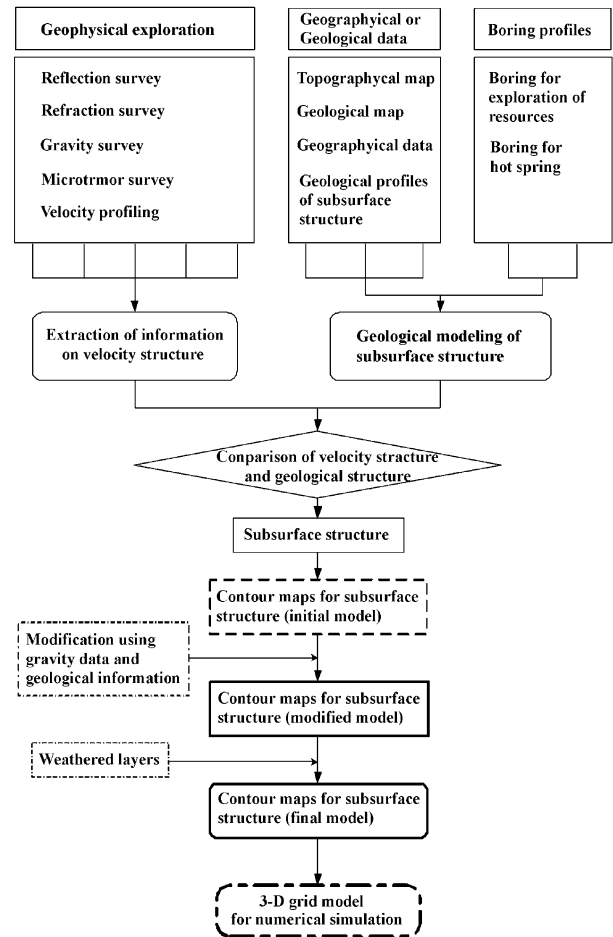 Geophysical exploration
Geographyical or
Geological data
Boring profiles
Reflection survey
Refraction survey
Gravity survey
Microtrmor survey
Velocity profiling
Topographycal map
Geological map
Geographyical data
Geological profiles
of subsurface
structure
Boring for
exploration of
resources
Boring for
hot spring
Extraction of information
on velocity structure
Geological modeling of
subsurface structure
Conparison of velocity stracture
and geological structure
Subsurface structure
Contour maps for subsurface
structure (initial model)
Modification using
gravity data and
geological information
Contour maps for subsurface
structure (modified model)
Weathered layers
Contour maps for subsurface
structure (final model)
3-D grid model
for numerical simulation